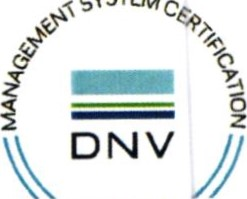 MANAGEMENT SYSTEM CERTIFICATION
DNV